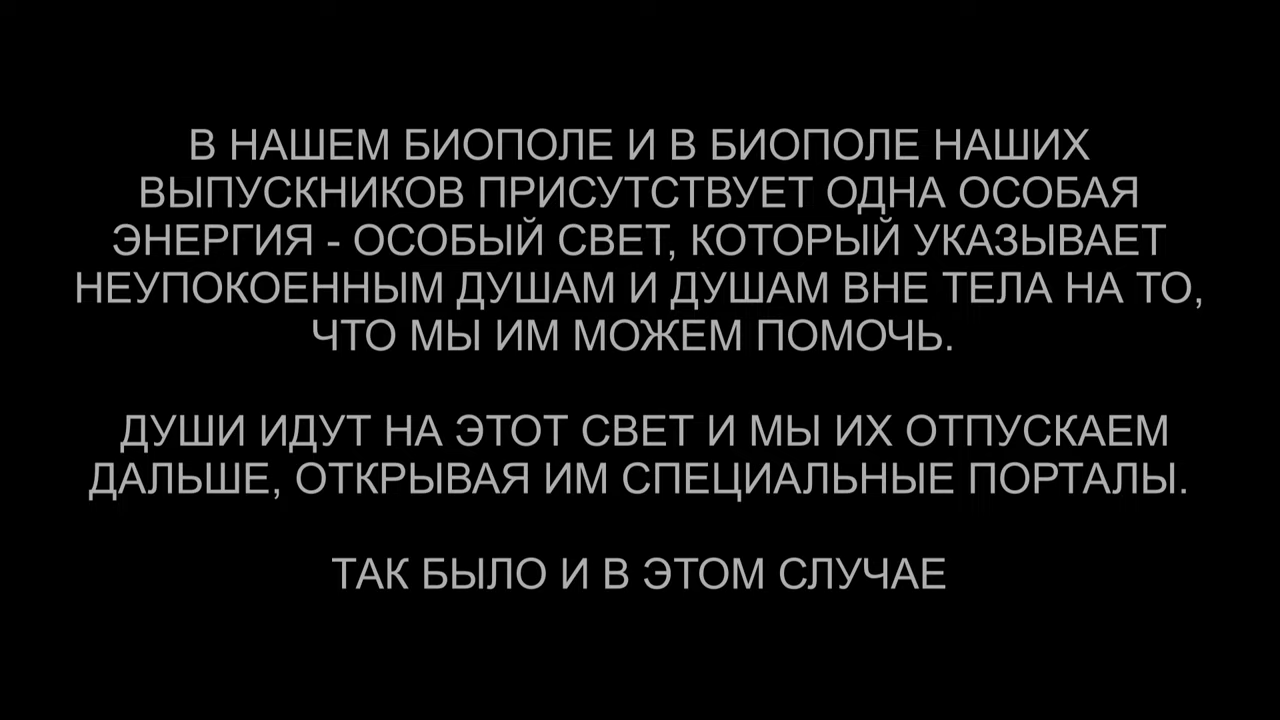 В НАШЕМ БИОПОЛЕ И В БИОПОЛЕ НАШИХ
ВЫПУСКНИКОВ ПРИСУТСТВУЕТ ОДНА ОСОБАЯ
ЭНЕРГИЯ - ОСОБЫЙ СВЕТ, КОТОРЫЙ УКАЗЫВАЕТ
НЕУПОКОЕННЫМ ДУШАМ И ДУШАМ ВНЕ ТЕЛА НА ТО,
ЧТО МЫ ИМ МОЖЕМ ПОМОЧЬ.
ДУШИ ИДУТ НА ЭТОТ СВЕТ И МЫ ИХ ОТПУСКАЕМ
ДАЛЬШЕ, ОТКРЫВАЯ ИМ СПЕЦИАЛЬНЫЕ ПОРТАЛЫ.
ТАК БЫЛО И В ЭТОМ СЛУЧАЕ